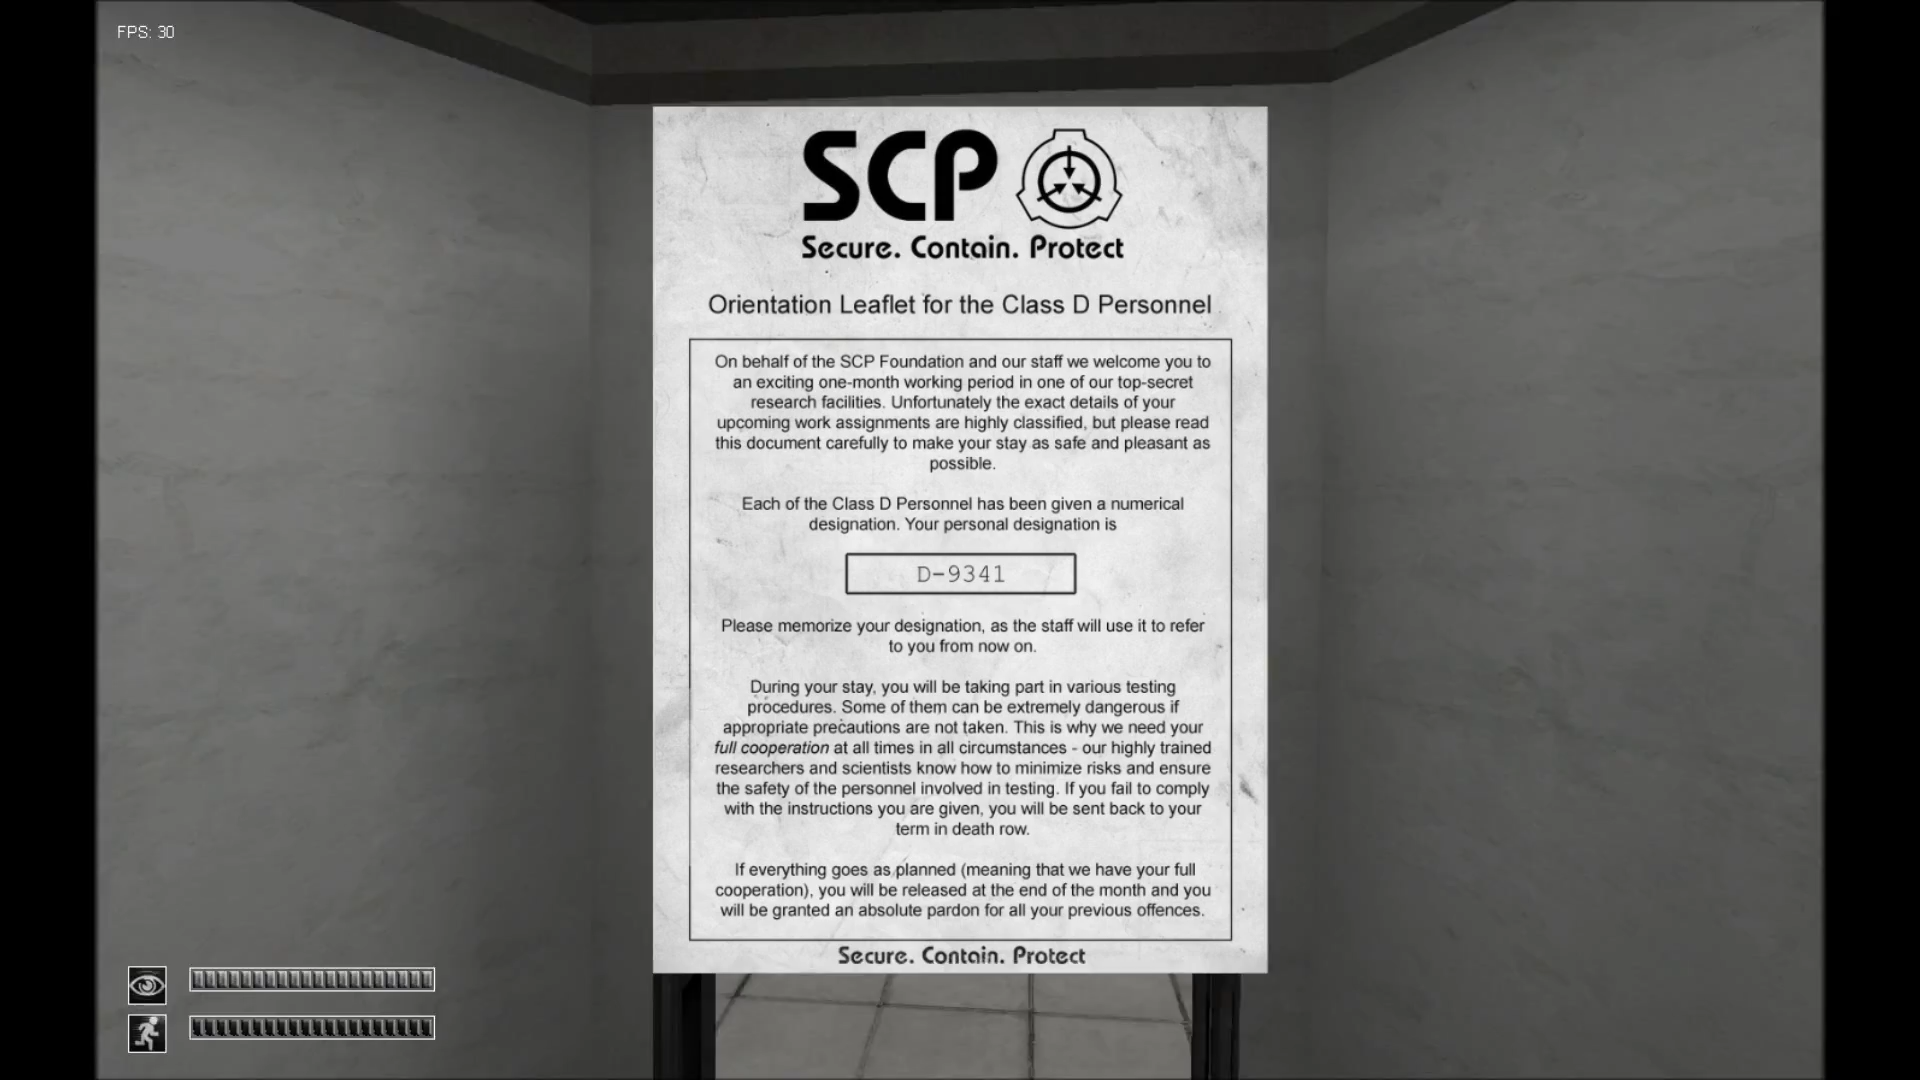 FPS: 30
SCP
Secure. Contain. Protect
Orientation Leaflet for the Class D Personnel
On behalf of the SCP Foundation and our staff we welcome you to
an exciting one-month working period in one of our top-secret
research facilities. Unfortunately the exact details of your
upcoming work assignments are highly classified, but please read
this document carefully to make your stay as safe and pleasant as
possible.
Each of the Class D Personnel has been given a numerical
designation. Your personal designation is
D-9341
Please memorize your designation, as the staff will use it to refer
to you from now on.
During your stay, you will be taking part in various testing
procedures. Some of them can be extremely dangerous if
appropriate precautions are not taken. This is why we need your
full cooperation at all times in all circumstances - our highly trained
researchers and scientists know how to minimize risks and ensure
the safety of the personnel involved in testing. If you fail to comply
with the instructions you are given, you will be sent back to your
term in death row.
If everything goes as planned (meaning that we have your full
cooperation), you will be released at the end of the month and you
will be granted an absolute pardon for all your previous offences.
Secure. Contain. Protect